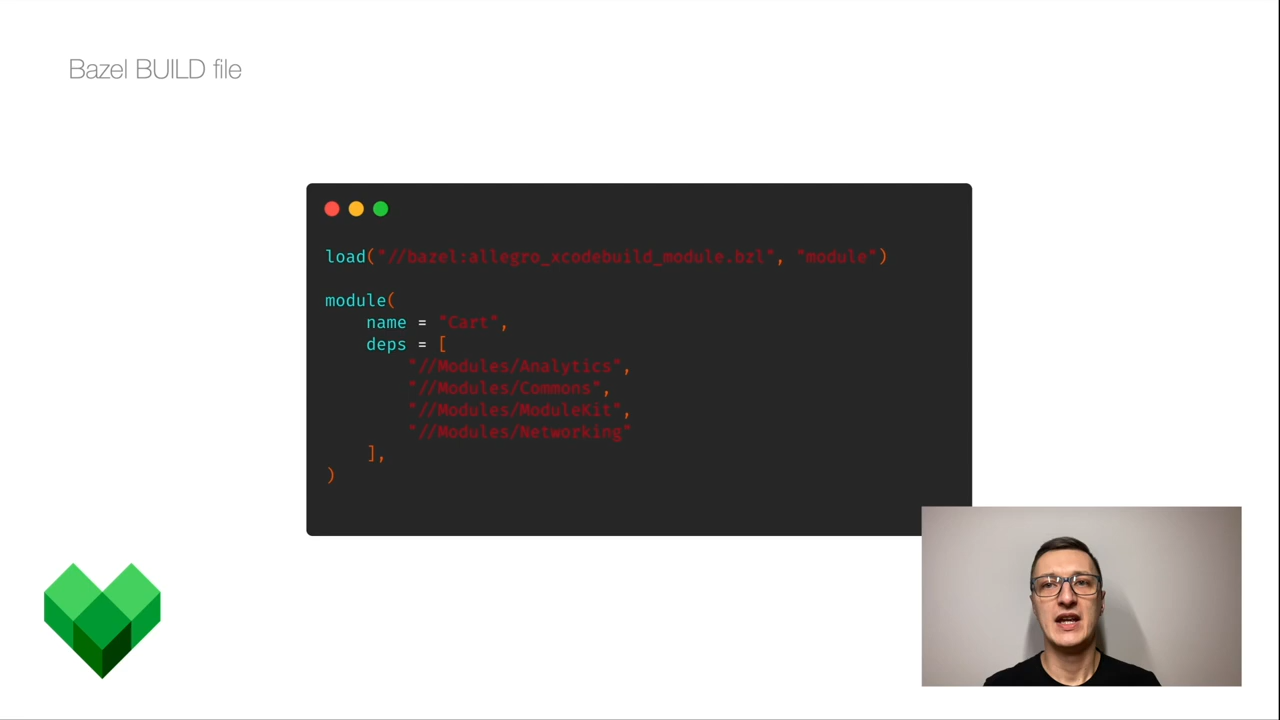 Bazel BUILD file
load("//bazel:allegro_xcodebuild_module.bzl", "module")
module(
name = "Cart",
deps = [
"//Modules/Analytics",
"//Modules/Commons",
"//Modules/ModuleKit",
"//Modules/Networking"
],
)